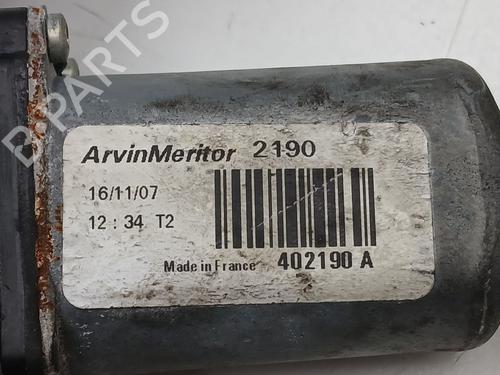 B PARTS
ArvinMeritor 2190
16/11/07
12 : 34 T2
Made in France 402190 A